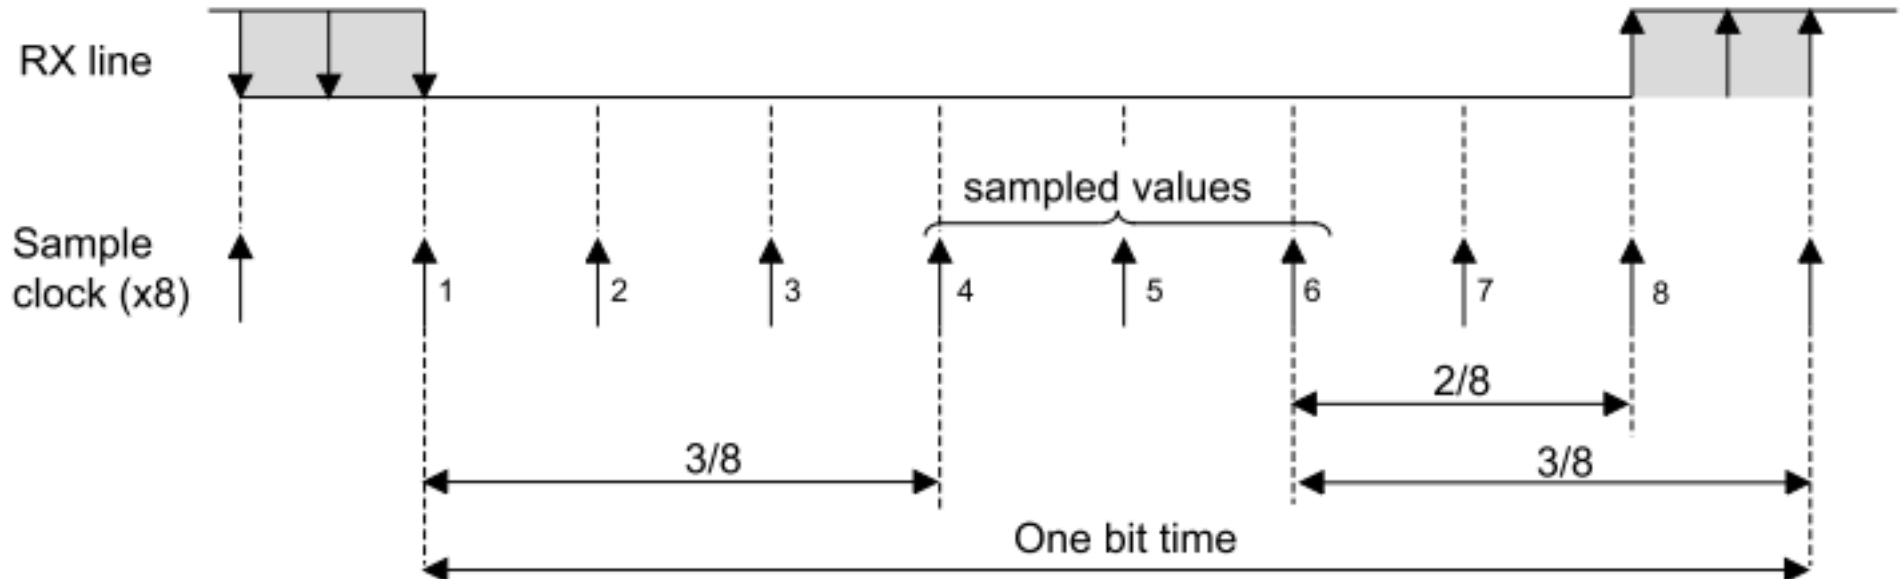 RX line
sampled values
Sample
clock (x8)
1 2 3 4 5 6 7 8
2/8
3/8 3/8
One bit time